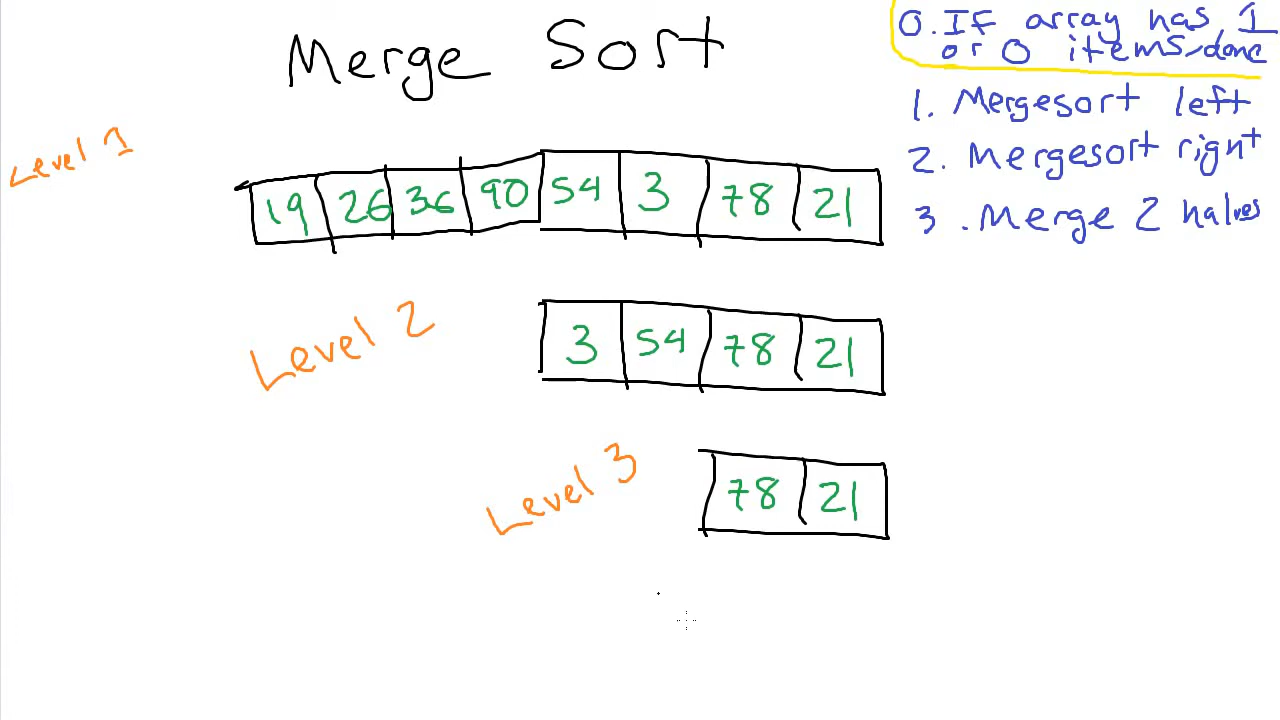 Merge Sort
0. If array has 1
or 0 items, done
1. Mergesort left
2. Mergesort right
3. Merge 2 halves
Level 1
19 26 36 90 54 3 78 21
Level 2
3 54 78 21
Level 3
78 21